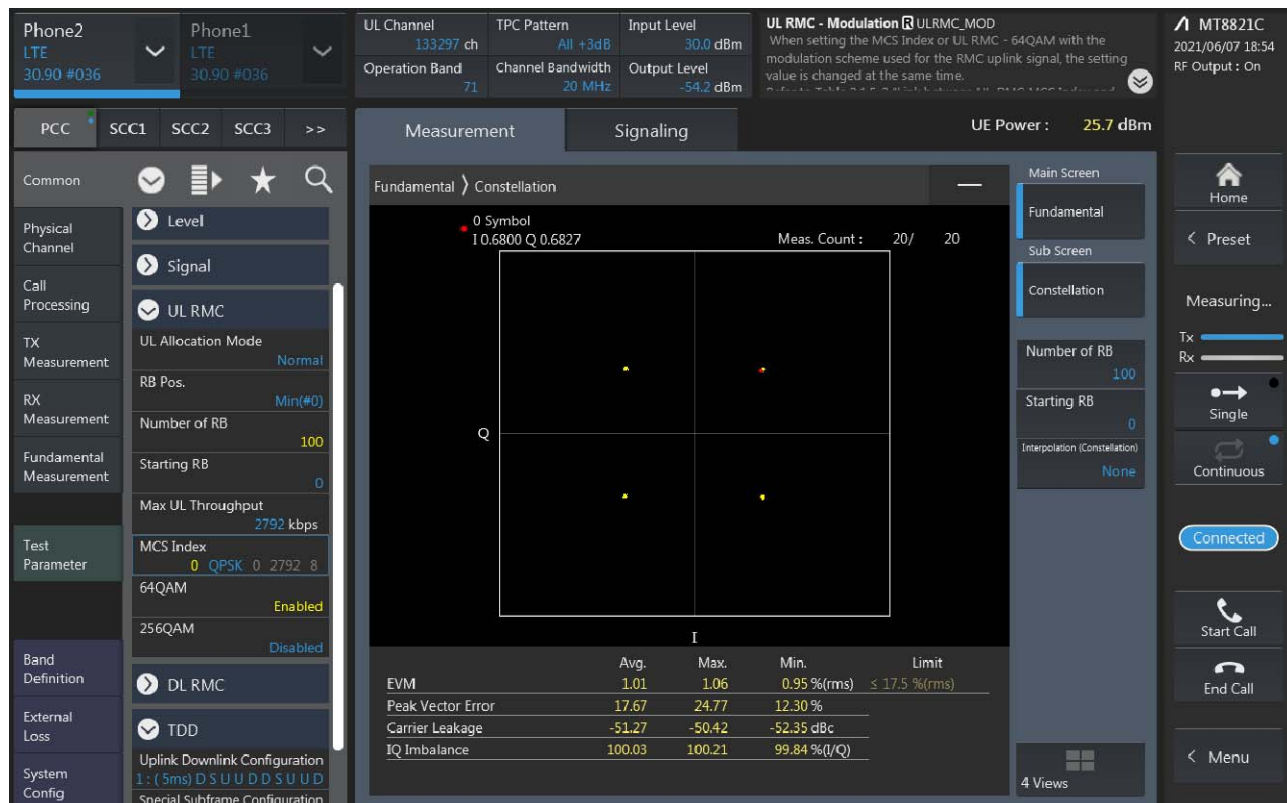 Phone2
LTE
30.90 #036
Phone1
LTE
30.90 #036
UL Channel
133297 ch
Operation Band
71
TPC Pattern
All +3dB
Channel Bandwidth
20 MHz
Input Level
30.0 dBm
Output Level
-54.2 dBm
UL RMC - Modulation R ULRMC_MOD
When setting the MCS Index or UL RMC - 64QAM with the
modulation scheme used for the RMC uplink signal, the setting
value is changed at the same time.
MT8821C
2021/06/07 18:54
RF Output : On
PCC SCC1 SCC2 SCC3 >>
Measurement
Signaling
UE Power : 25.7 dBm
Common
Physical
Channel
Call
Processing
TX
Measurement
RX
Measurement
Fundamental
Measurement
Test
Parameter
Band
Definition
External
Loss
System
Config
Level
Signal
UL RMC
UL Allocation Mode
Normal
RB Pos.
Min(#0)
Number of RB
100
Starting RB
0
Max UL Throughput
2792 kbps
MCS Index
0 QPSK 0 2792 8
64QAM
Enabled
256QAM
Disabled
DL RMC
TDD
Uplink Downlink Configuration
1 : ( 5ms) D S U U D D S U U D
Special Subframe Configuration
Fundamental 〉 Constellation
0 Symbol
I 0.6800 Q 0.6827
Meas. Count : 20/ 20
Q
I
Avg. Max. Min. Limit
EVM 1.01 1.06 0.95 %(rms) ≤ 17.5 %(rms)
Peak Vector Error 17.67 24.77 12.30 %
Carrier Leakage -51.27 -50.42 -52.35 dBc
IQ Imbalance 100.03 100.21 99.84 %(I/Q)
Main Screen
Fundamental
Sub Screen
Constellation
Number of RB
100
Starting RB
0
Interpolation (Constellation)
None
4 Views
Home
< Preset
Measuring...
Tx
Rx
Single
Continuous
Connected
Start Call
End Call
< Menu